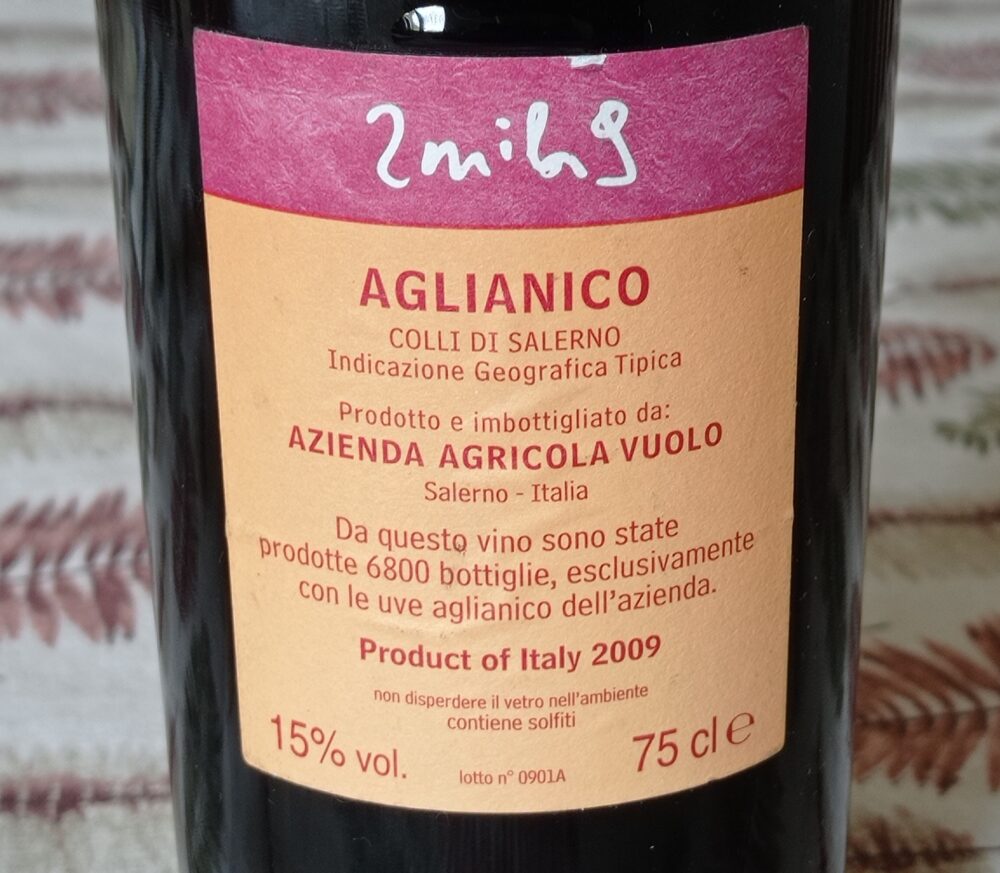 2mila9
AGLIANICO
COLLI DI SALERNO
Indicazione Geografica Tipica
Prodotto e imbottigliato da:
AZIENDA AGRICOLA VUOLO
Salerno - Italia
Da questo vino sono state
prodotte 6800 bottiglie, esclusivamente
con le uve aglianico dell'azienda.
Product of Italy 2009
non disperdere il vetro nell'ambiente
contiene solfiti
15% vol.
lotto n° 0901A
75 cl ℮